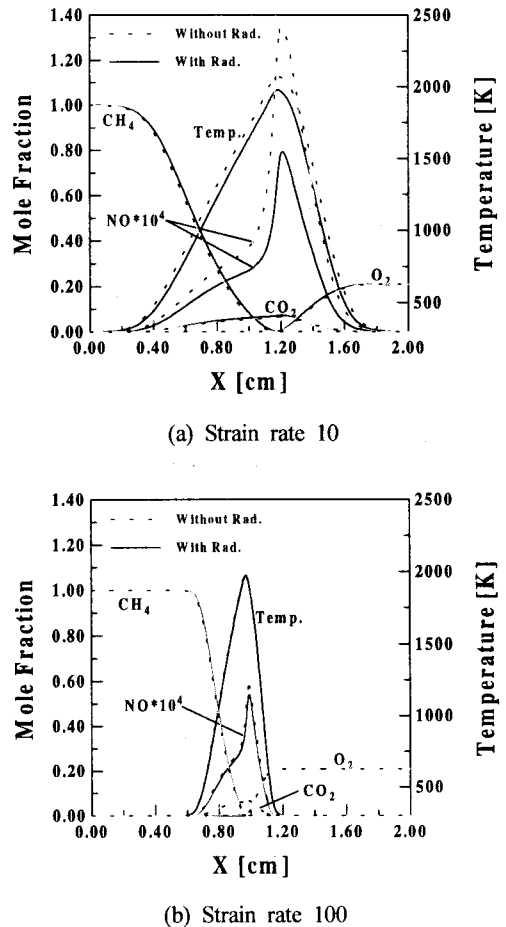 1.40
1.20
1.00
0.80
0.60
0.40
0.20
0.00
Mole Fraction
Without Rad.
With Rad.
CH4
Temp.
NO*10^4
CO2
O2
2500
2000
1500
1000
500
Temperature [K]
0.00 0.40 0.80 1.20 1.60 2.00
X [cm]
(a) Strain rate 10
1.40
1.20
1.00
0.80
0.60
0.40
0.20
0.00
Mole Fraction
Without Rad.
With Rad.
CH4
Temp.
NO*10^4
O2
CO2
2500
2000
1500
1000
500
Temperature [K]
0.00 0.40 0.80 1.20 1.60 2.00
X [cm]
(b) Strain rate 100